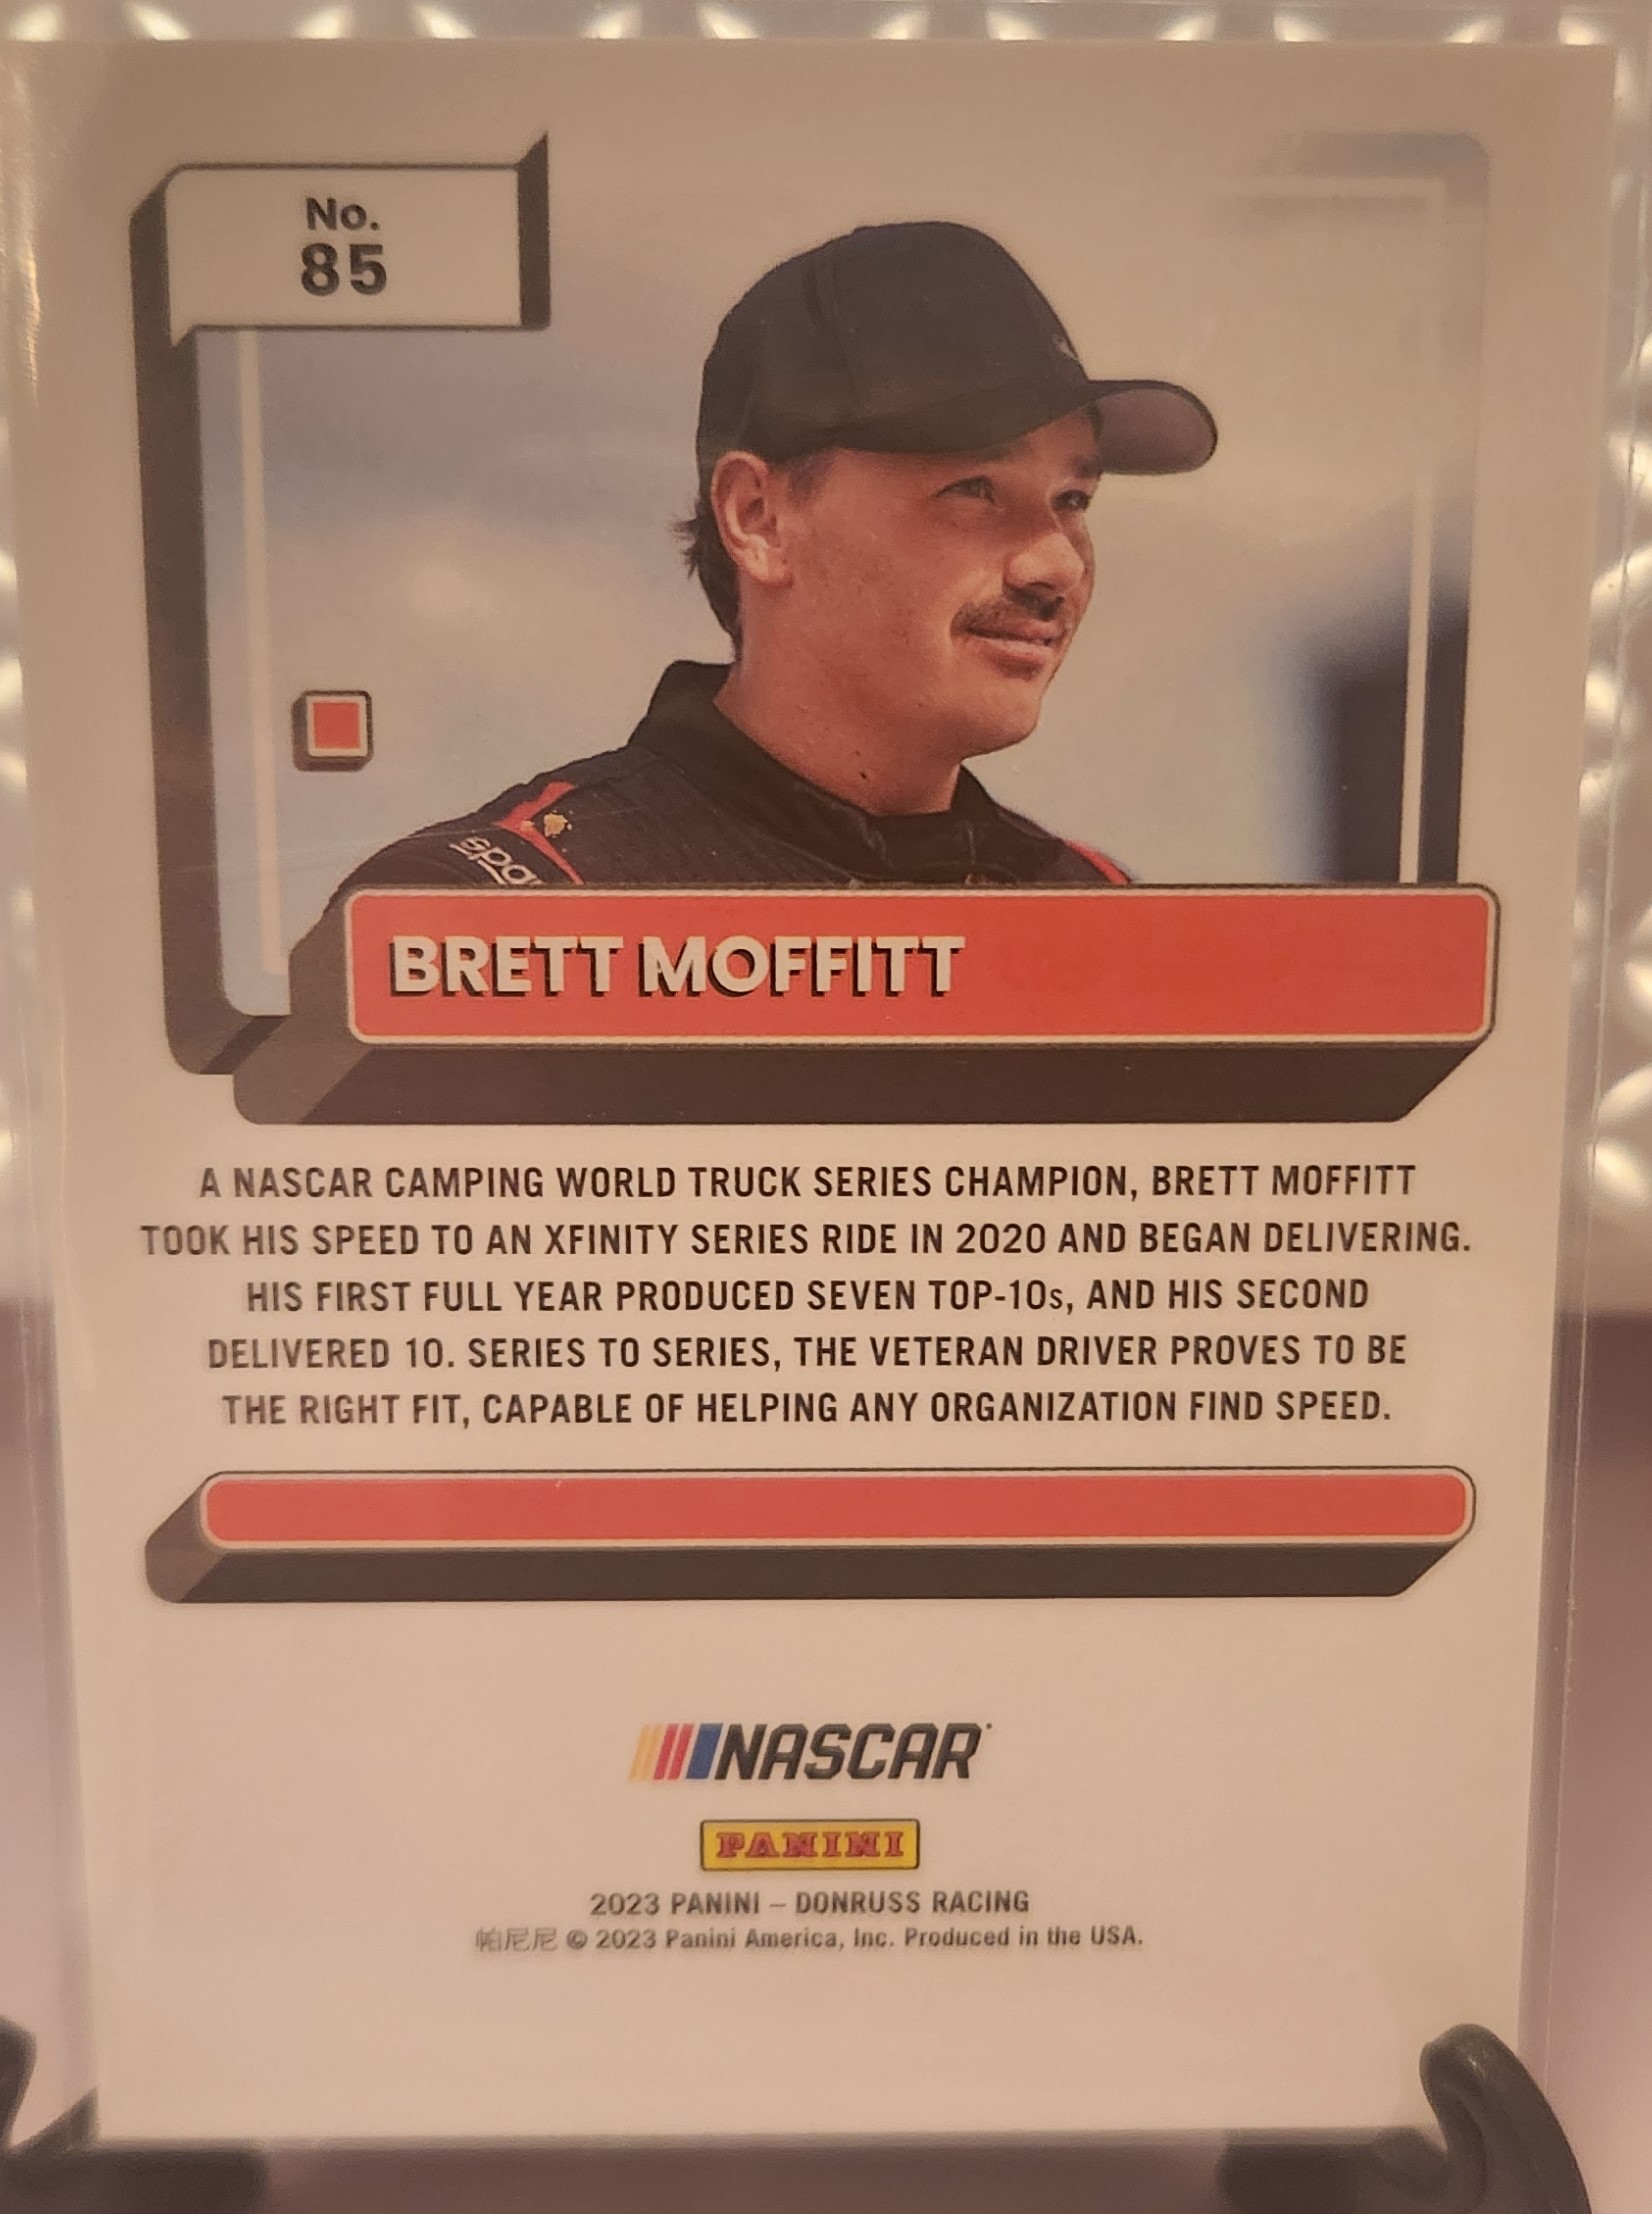 No.
85
BRETT MOFFITT
A NASCAR CAMPING WORLD TRUCK SERIES CHAMPION, BRETT MOFFITT
TOOK HIS SPEED TO AN XFINITY SERIES RIDE IN 2020 AND BEGAN DELIVERING.
HIS FIRST FULL YEAR PRODUCED SEVEN TOP-10s, AND HIS SECOND
DELIVERED 10. SERIES TO SERIES, THE VETERAN DRIVER PROVES TO BE
THE RIGHT FIT, CAPABLE OF HELPING ANY ORGANIZATION FIND SPEED.
NASCAR
PANINI
2023 PANINI – DONRUSS RACING
帕尼尼 © 2023 Panini America, Inc. Produced in the USA.